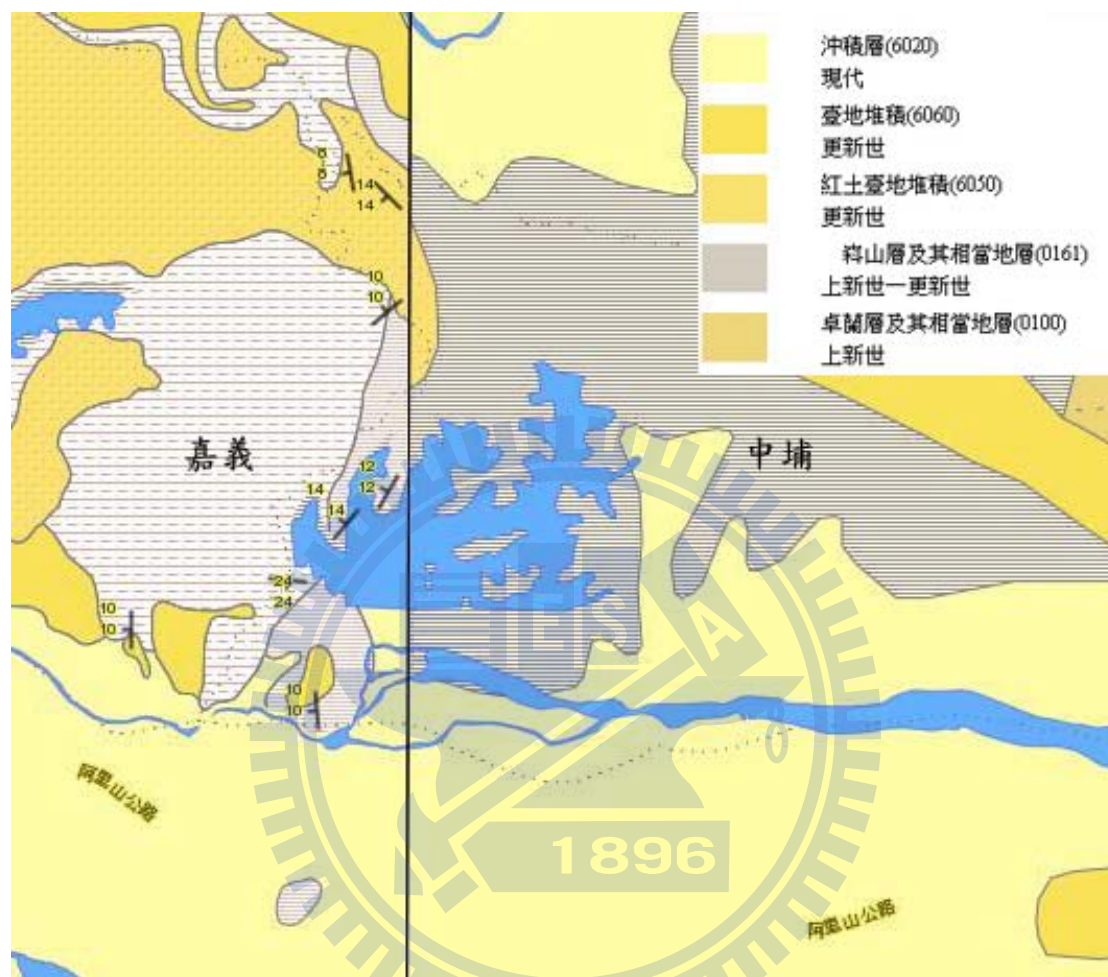 沖積層(6020)
現代
臺地堆積(6060)
更新世
紅土臺地堆積(6050)
更新世
嵙山層及其相當地層(0161)
上新世—更新世
卓蘭層及其相當地層(0100)
上新世
8
8
14
14
10
10
嘉義
中埔
12
12
14
14
24
24
10
10
10
10
ESA
阿里山公路
1896
阿里山公路